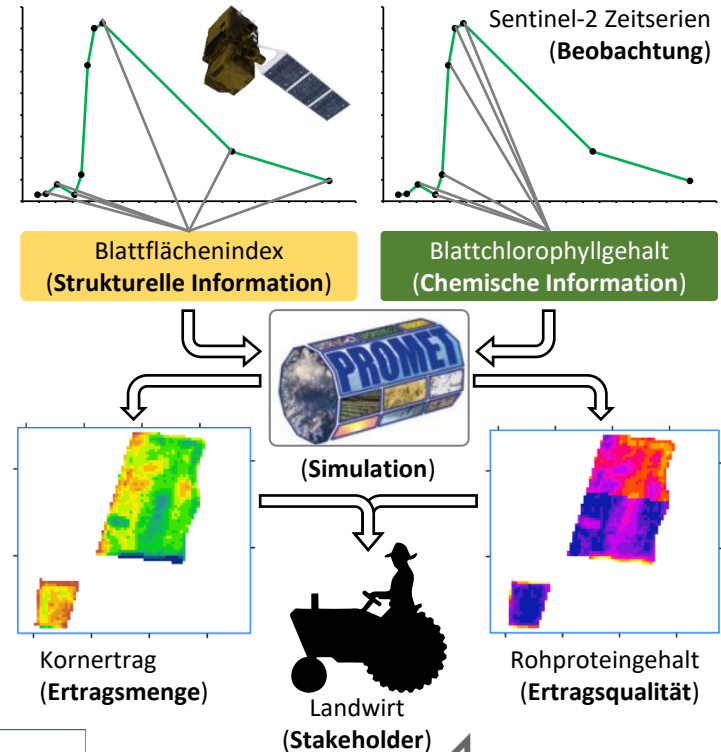 Sentinel-2 Zeitserien
(Beobachtung)
Blattflächenindex
(Strukturelle Information)
Blattchlorophyllgehalt
(Chemische Information)
PROMET
(Simulation)
Kornertrag
(Ertragsmenge)
Rohproteingehalt
(Ertragsqualität)
Landwirt
(Stakeholder)